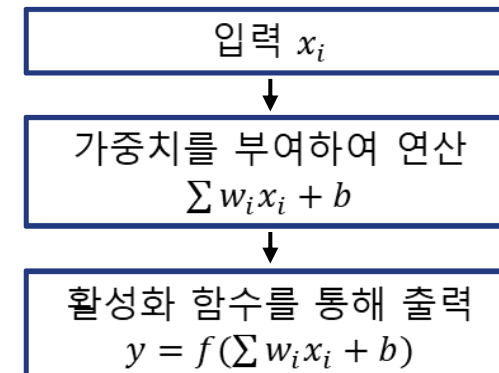 입력 xᵢ
가중치를 부여하여 연산
∑ wᵢxᵢ + b
활성화 함수를 통해 출력
y = f(∑ wᵢxᵢ + b)